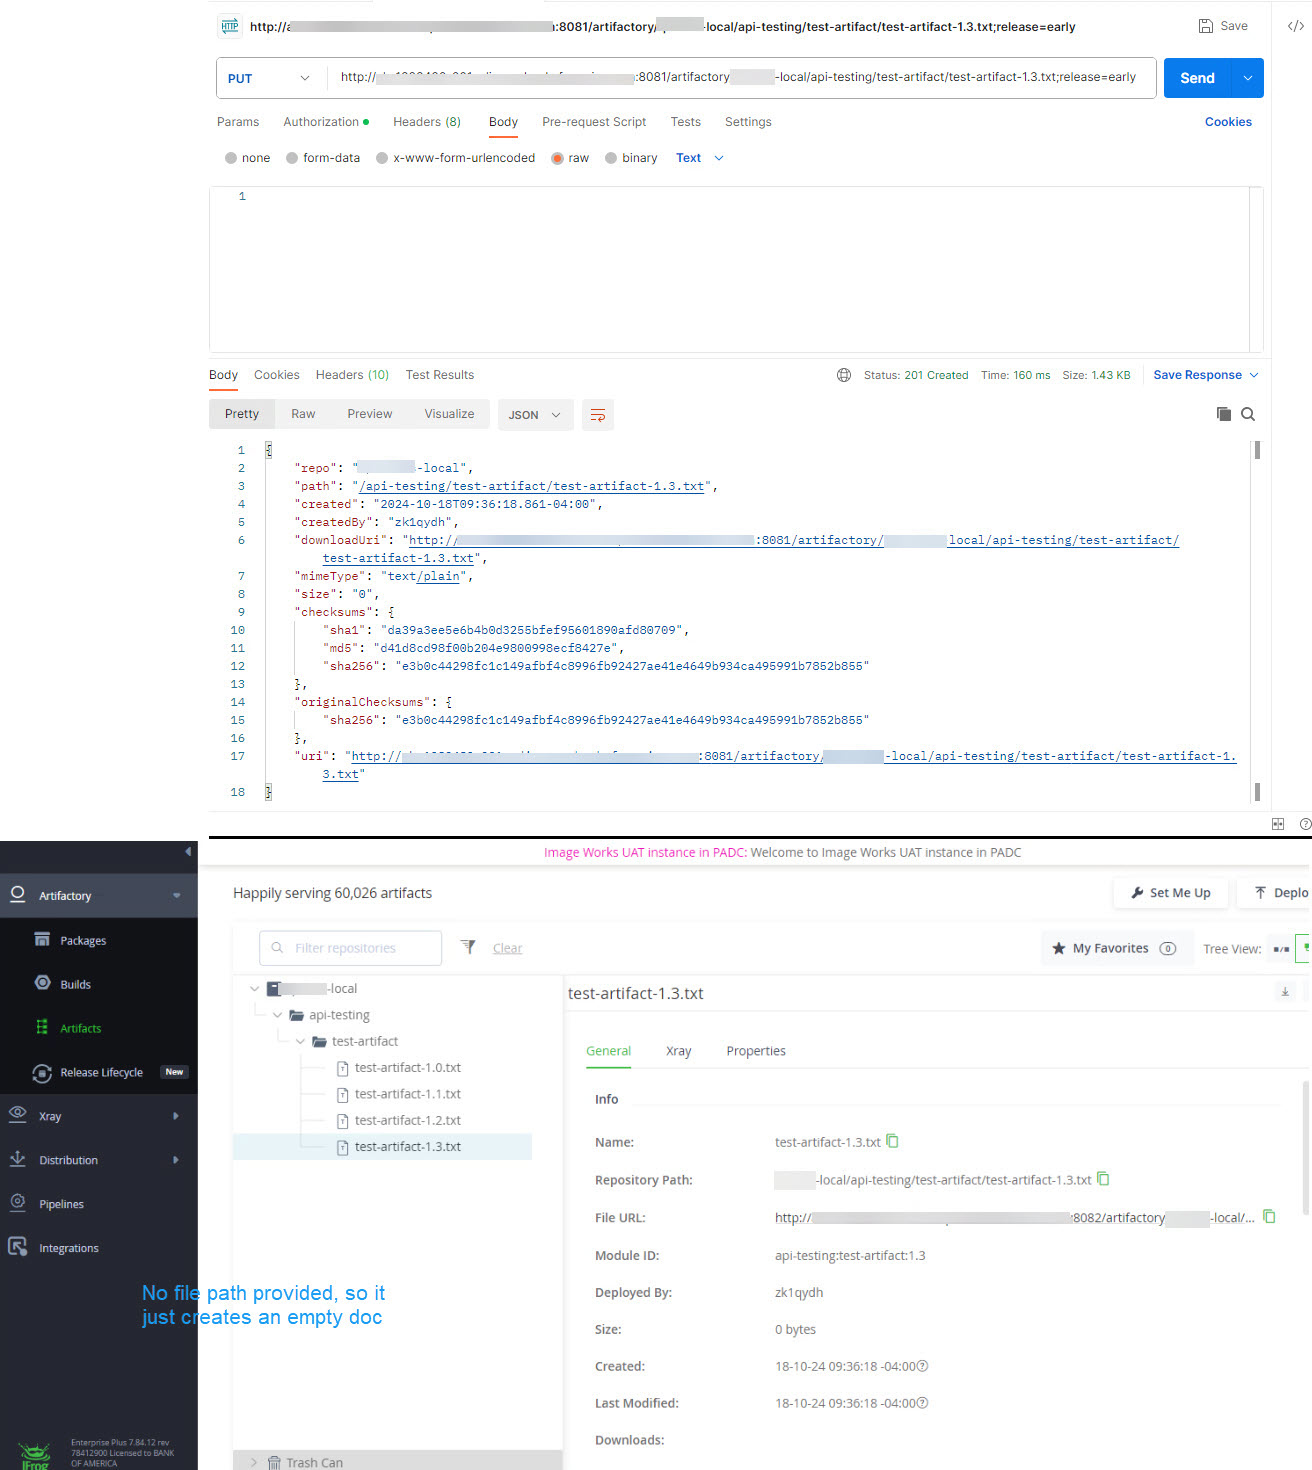 http://a :8081/artifactory/ -local/api-testing/test-artifact/test-artifact-1.3.txt;release=early
Save
PUT
http:// :8081/artifactory -local/api-testing/test-artifact/test-artifact-1.3.txt;release=early
Send
Params Authorization Headers (8) Body Pre-request Script Tests Settings Cookies
none form-data x-www-form-urlencoded raw binary Text
1
Body Cookies Headers (10) Test Results Status: 201 Created Time: 160 ms Size: 1.43 KB Save Response
Pretty Raw Preview Visualize JSON
1 {
2 "repo": " -local",
3 "path": "/api-testing/test-artifact/test-artifact-1.3.txt",
4 "created": "2024-10-18T09:36:18.861-04:00",
5 "createdBy": "zk1qydh",
6 "downloadUri": "http:// :8081/artifactory/ local/api-testing/test-artifact/
test-artifact-1.3.txt",
7 "mimeType": "text/plain",
8 "size": "0",
9 "checksums": {
10 "sha1": "da39a3ee5e6b4b0d3255bfef95601890afd80709",
11 "md5": "d41d8cd98f00b204e9800998ecf8427e",
12 "sha256": "e3b0c44298fc1c149afbf4c8996fb92427ae41e4649b934ca495991b7852b855"
13 },
14 "originalChecksums": {
15 "sha256": "e3b0c44298fc1c149afbf4c8996fb92427ae41e4649b934ca495991b7852b855"
16 },
17 "uri": "http:// :8081/artifactory/ -local/api-testing/test-artifact/test-artifact-1.
3.txt"
18 }
Image Works UAT instance in PADC: Welcome to Image Works UAT instance in PADC
Artifactory
Packages
Builds
Artifacts
Release Lifecycle New
Xray
Distribution
Pipelines
Integrations
Happily serving 60,026 artifacts
Set Me Up
Deplo
Filter repositories
Clear
My Favorites 0
Tree View:
-local
api-testing
test-artifact
test-artifact-1.0.txt
test-artifact-1.1.txt
test-artifact-1.2.txt
test-artifact-1.3.txt
test-artifact-1.3.txt
General Xray Properties
Info
Name: test-artifact-1.3.txt
Repository Path: -local/api-testing/test-artifact/test-artifact-1.3.txt
File URL: http:// :8082/artifactory -local/...
Module ID: api-testing:test-artifact:1.3
Deployed By: zk1qydh
Size: 0 bytes
Created: 18-10-24 09:36:18 -04:00
Last Modified: 18-10-24 09:36:18 -04:00
Downloads:
No file path provided, so it
just creates an empty doc
JFrog
Enterprise Plus 7.84.12 rev
78412900 Licensed to BANK
OF AMERICA
Trash Can